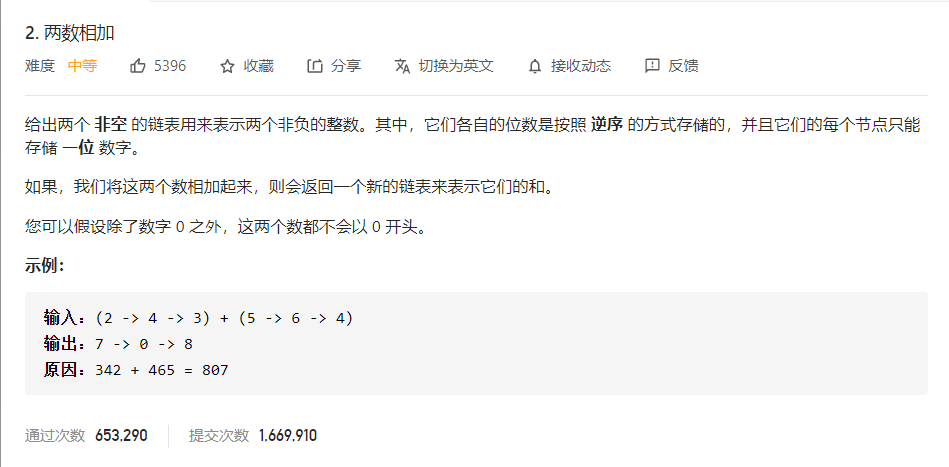 2. 两数相加
难度 中等 5396 收藏 分享 切换为英文 接收动态 反馈
给出两个 非空 的链表用来表示两个非负的整数。其中，它们各自的位数是按照 逆序 的方式存储的，并且它们的每个节点只能
存储 一位 数字。
如果，我们将这两个数相加起来，则会返回一个新的链表来表示它们的和。
您可以假设除了数字 0 之外，这两个数都不会以 0 开头。
示例：
输入：(2 -> 4 -> 3) + (5 -> 6 -> 4)
输出：7 -> 0 -> 8
原因：342 + 465 = 807
通过次数 653,290 提交次数 1,669,910